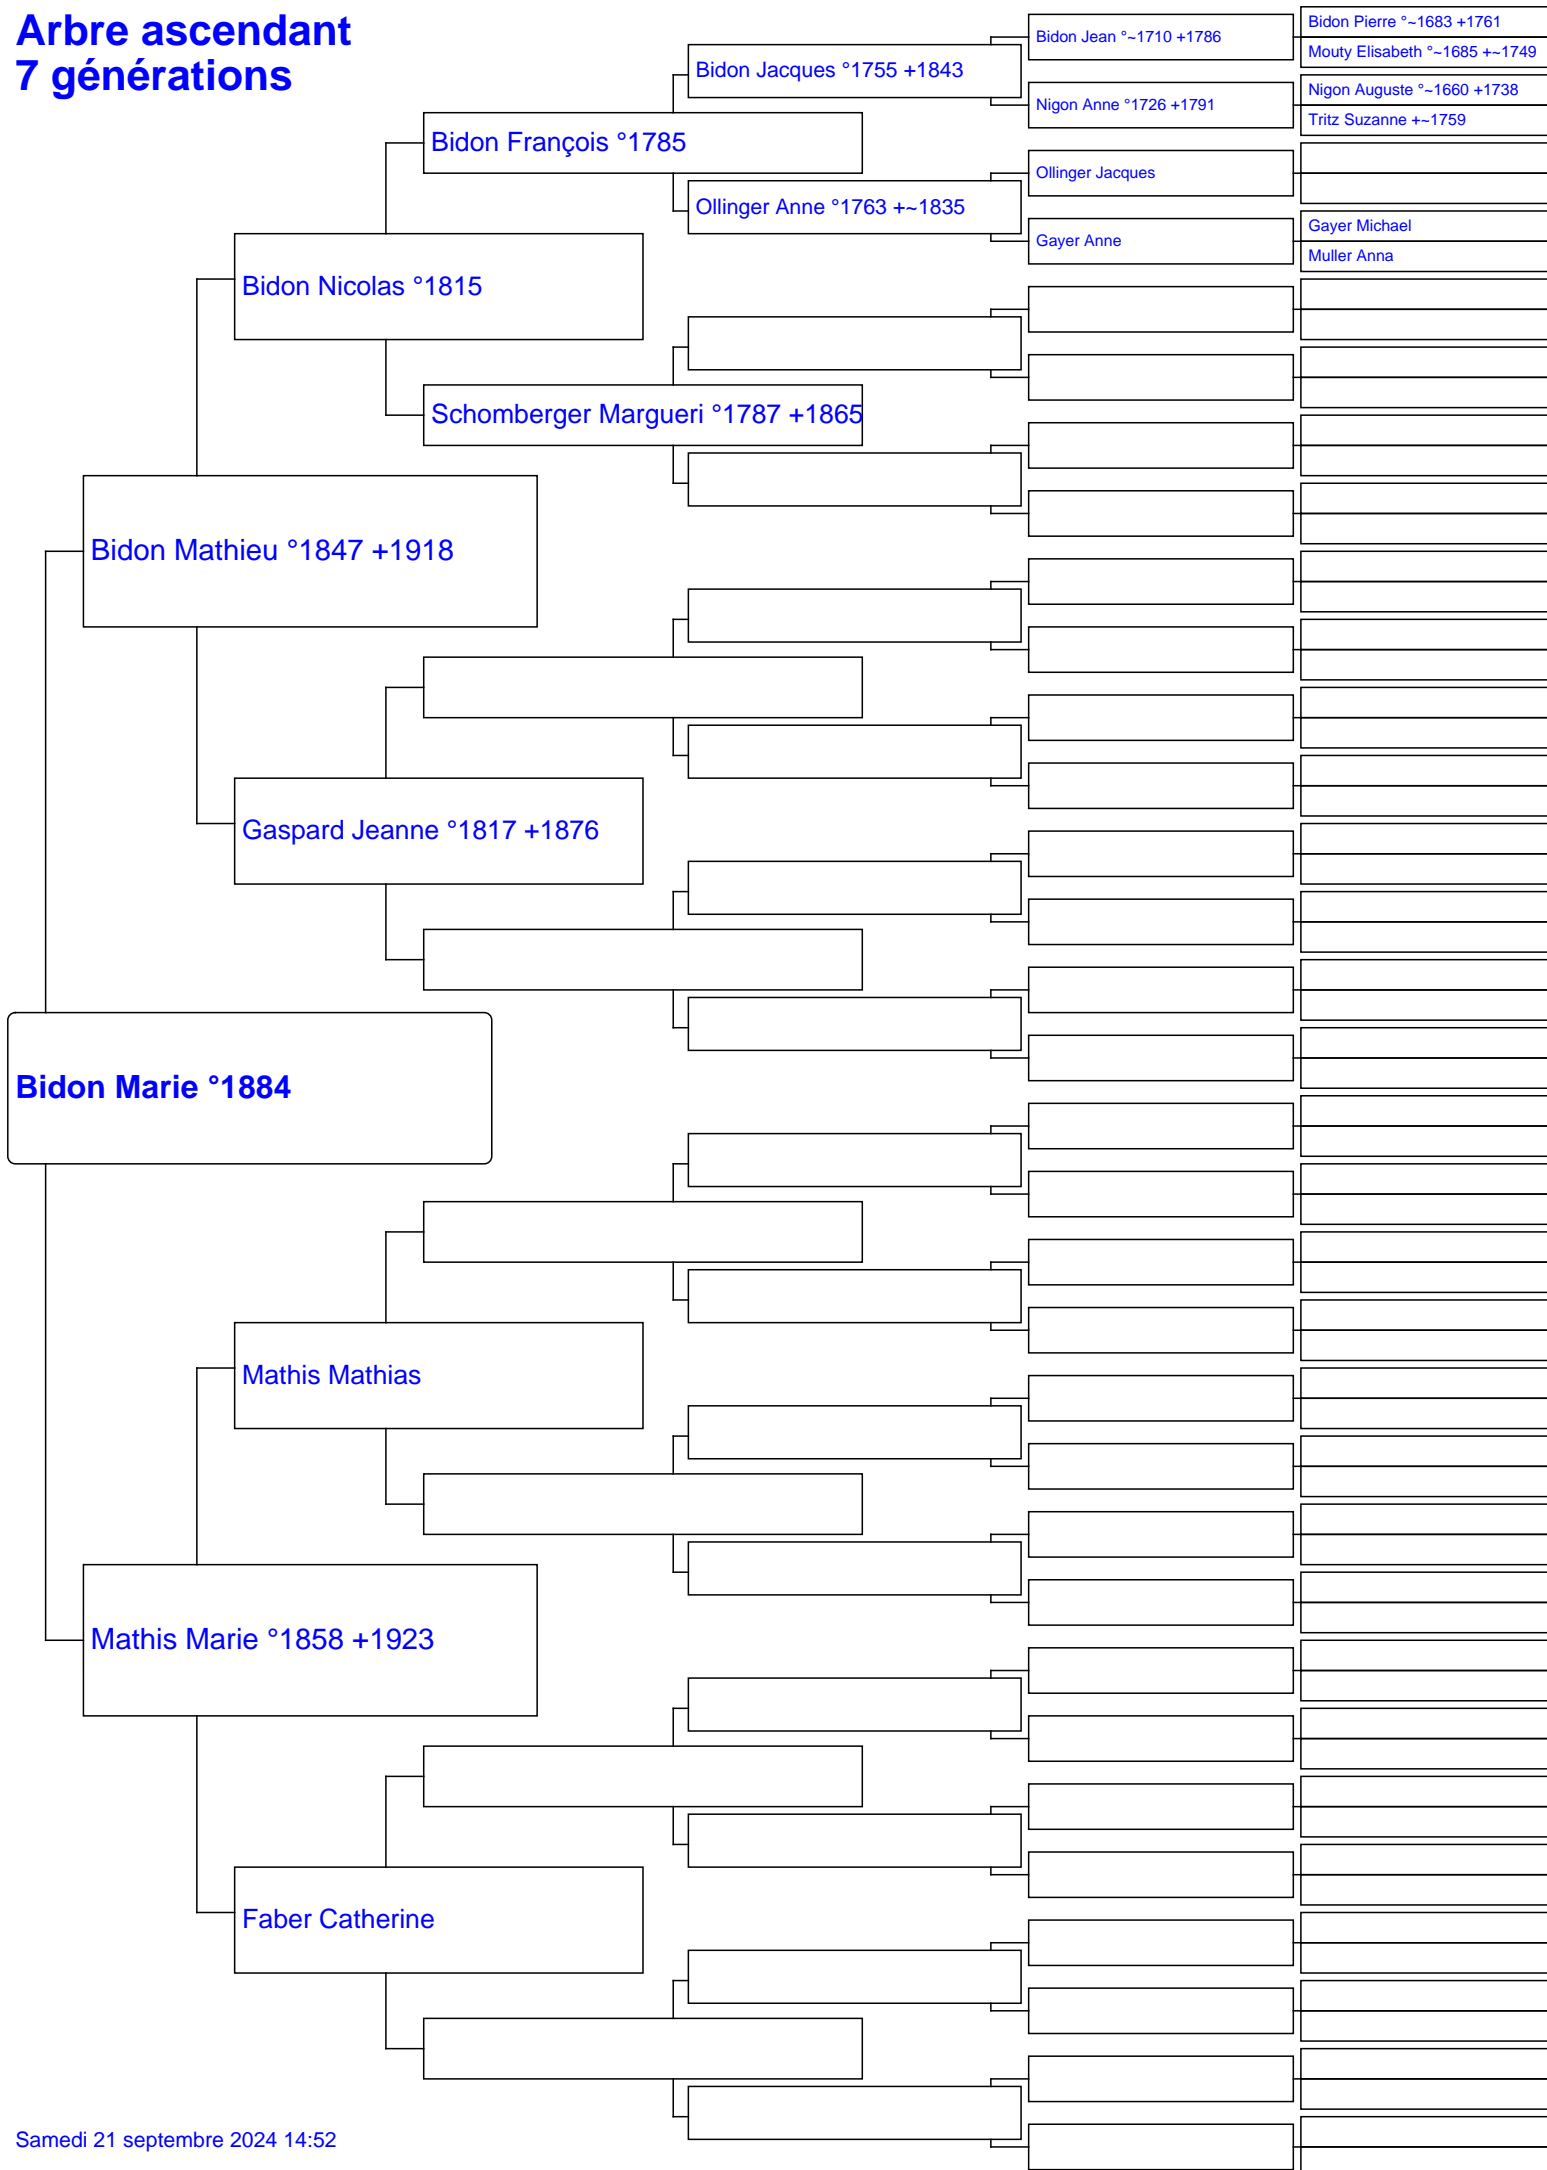 Arbre ascendant
7 générations
Bidon Pierre °~1683 +1761
Mouty Elisabeth °~1685 +~1749
Bidon Jean °~1710 +1786
Nigon Auguste °~1660 +1738
Tritz Suzanne +~1759
Nigon Anne °1726 +1791
Bidon Jacques °1755 +1843
Bidon François °1785
Ollinger Jacques
Ollinger Anne °1763 +~1835
Gayer Michael
Muller Anna
Gayer Anne
Bidon Nicolas °1815
Schomberger Margueri °1787 +1865
Bidon Mathieu °1847 +1918
Gaspard Jeanne °1817 +1876
Bidon Marie °1884
Mathis Mathias
Mathis Marie °1858 +1923
Faber Catherine
Samedi 21 septembre 2024 14:52